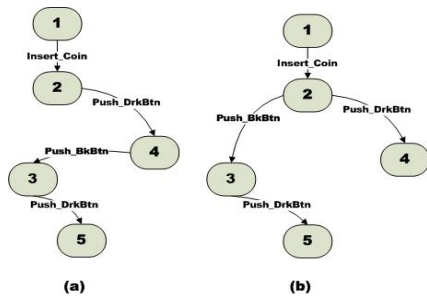 1
Insert_Coin
2
Push_DrkBtn
4
Push_BkBtn
3
Push_DrkBtn
5
(a)
1
Insert_Coin
2
Push_BkBtn
Push_DrkBtn
4
3
Push_DrkBtn
5
(b)